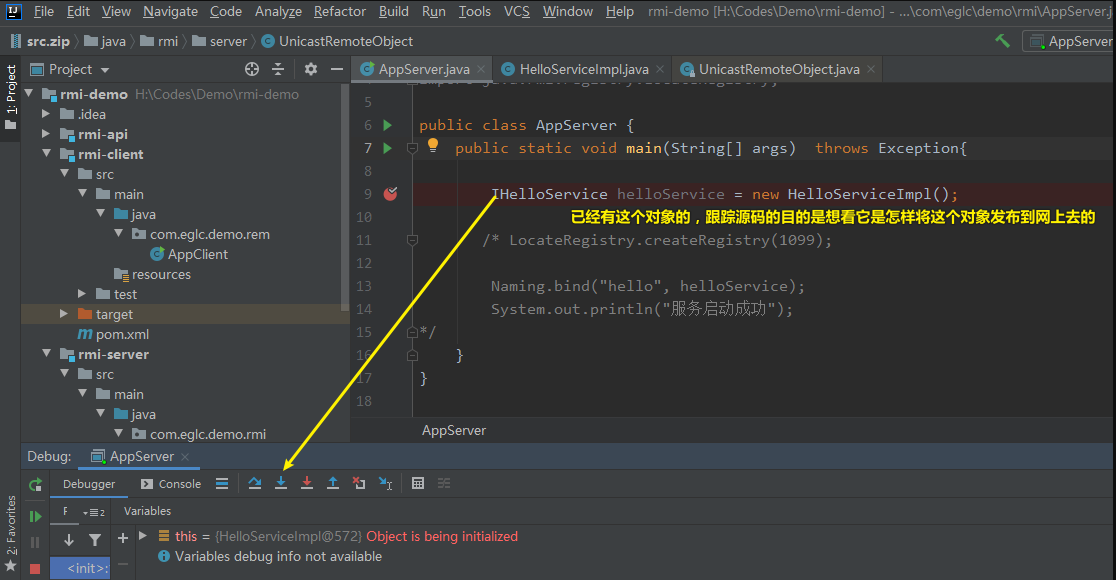 File Edit View Navigate Code Analyze Refactor Build Run Tools VCS Window Help rmi-demo [H:\Codes\Demo\rmi-demo] - ...\com\eglc\demo\rmi\AppServer.j
src.zip java rmi server UnicastRemoteObject AppServer
1: Project
Project
AppServer.java HelloServiceImpl.java UnicastRemoteObject.java
rmi-demo H:\Codes\Demo\rmi-demo
.idea
rmi-api
rmi-client
src
main
java
com.eglc.demo.rem
AppClient
resources
test
target
pom.xml
rmi-server
src
main
java
com.eglc.demo.rmi
5
6 public class AppServer {
7 public static void main(String[] args) throws Exception{
8
9 IHelloService helloService = new HelloServiceImpl();
10 已经有这个对象的，跟踪源码的目的是想看它是怎样将这个对象发布到网上去的
11 /* LocateRegistry.createRegistry(1099);
12
13 Naming.bind("hello", helloService);
14 System.out.println("服务启动成功");
15 */
16 }
17 }
18
AppServer
Debug: AppServer
Debugger Console
F 2 Variables
this = {HelloServiceImpl@572} Object is being initialized
Variables debug info not available
<init>:
2: Favorites